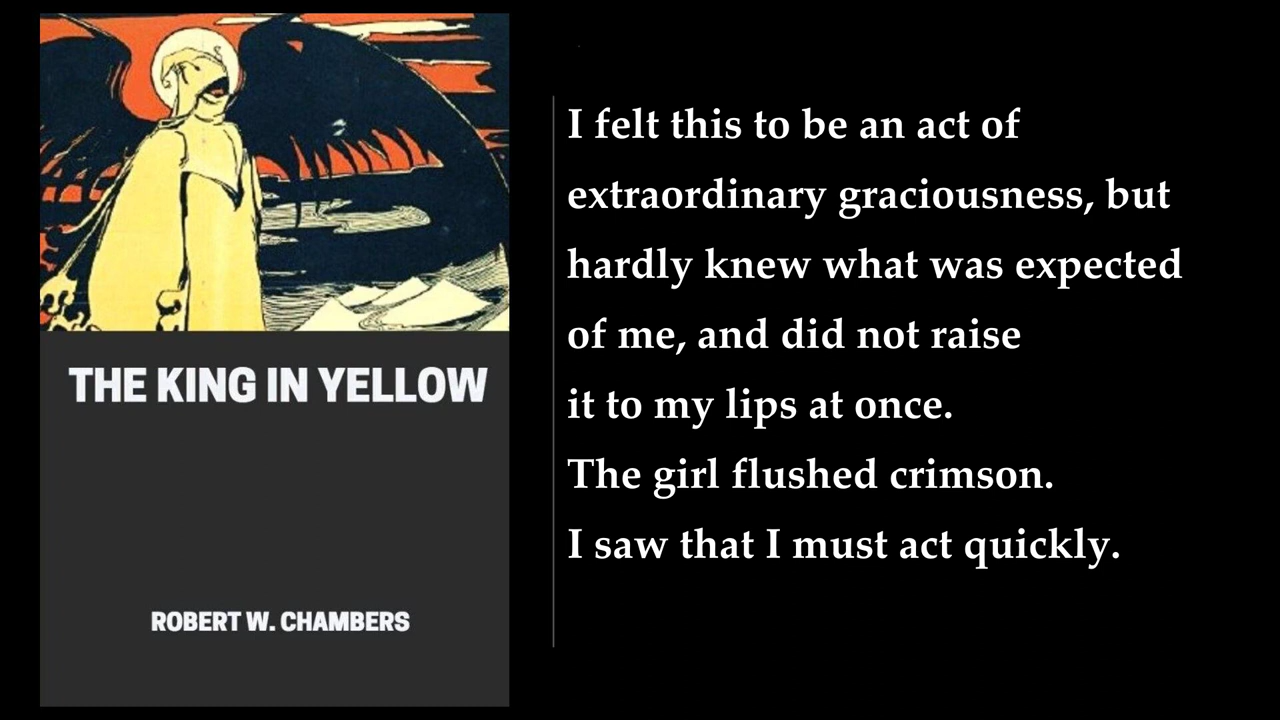 THE KING IN YELLOW
ROBERT W. CHAMBERS
I felt this to be an act of
extraordinary graciousness, but
hardly knew what was expected
of me, and did not raise
it to my lips at once.
The girl flushed crimson.
I saw that I must act quickly.